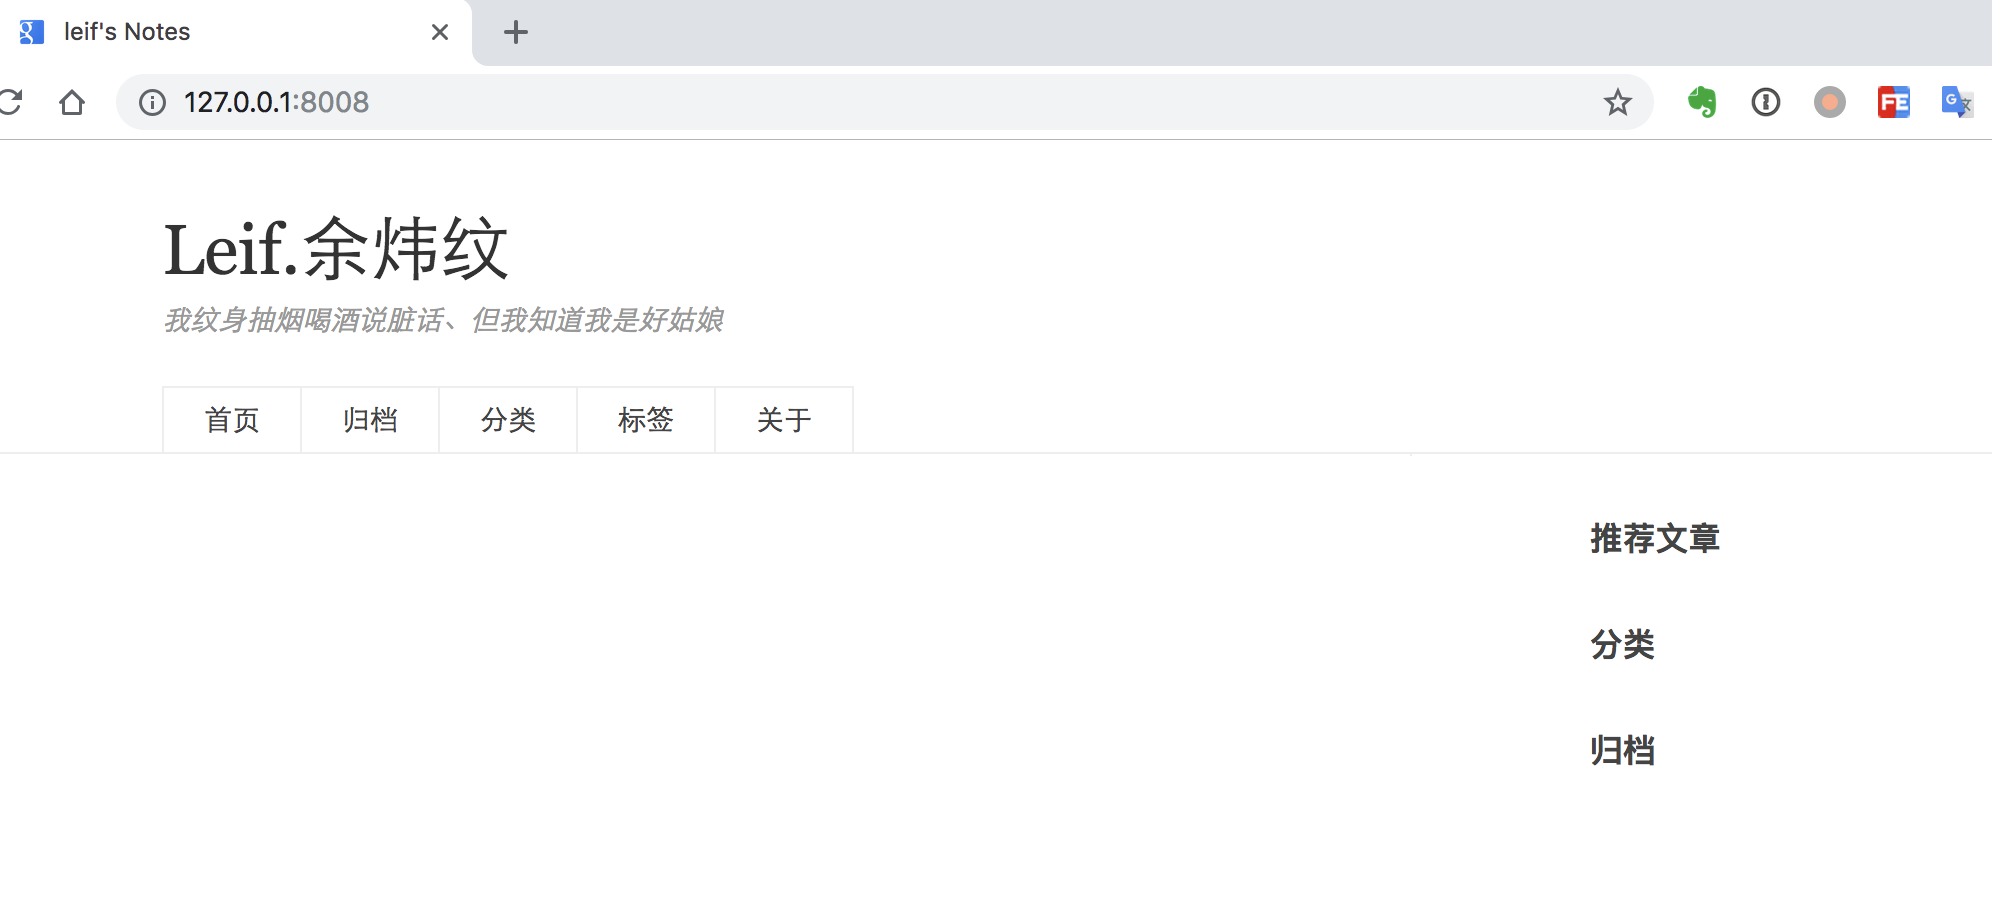 leif's Notes
127.0.0.1:8008
Leif.余炜纹
我纹身抽烟喝酒说脏话、但我知道我是好姑娘
首页 归档 分类 标签 关于
推荐文章
分类
归档